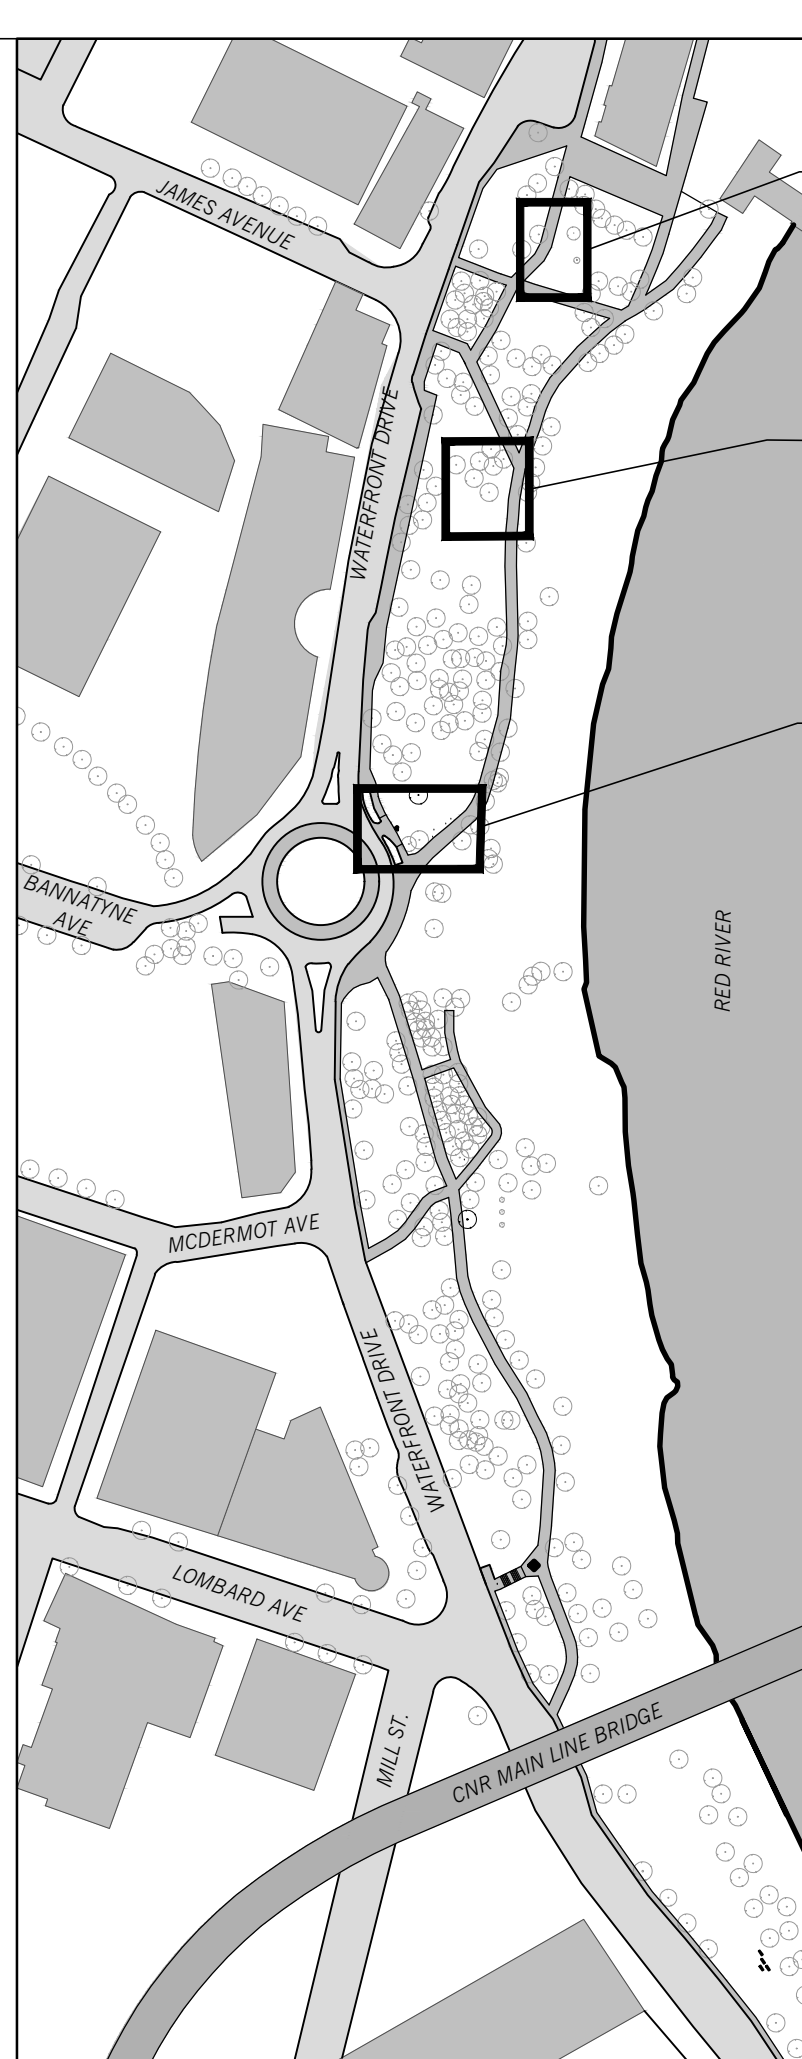 JAMES AVENUE
WATERFRONT DRIVE
BANNATYNE
AVE
RED RIVER
MCDERMOT AVE
WATERFRONT DRIVE
LOMBARD AVE
MILL ST.
CNR MAIN LINE BRIDGE